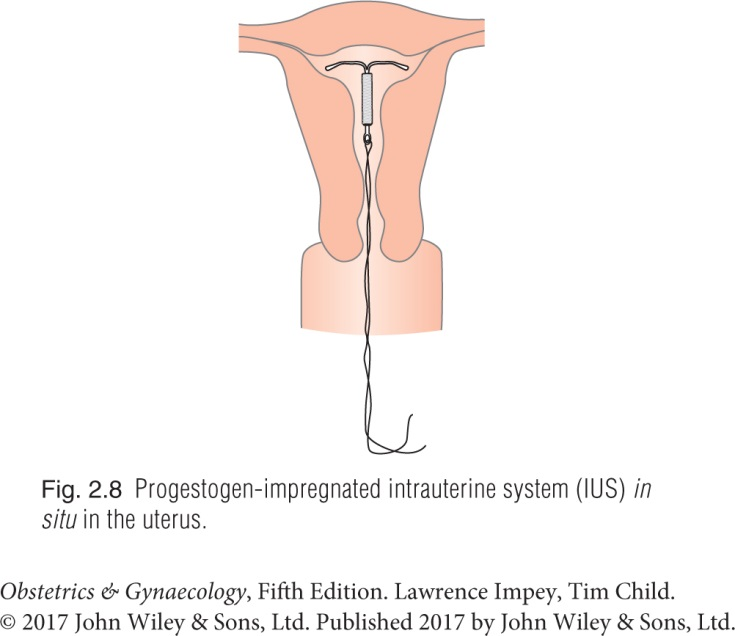 Fig. 2.8 Progestogen-impregnated intrauterine system (IUS) in
situ in the uterus.
Obstetrics & Gynaecology, Fifth Edition. Lawrence Impey, Tim Child.
© 2017 John Wiley & Sons, Ltd. Published 2017 by John Wiley & Sons, Ltd.